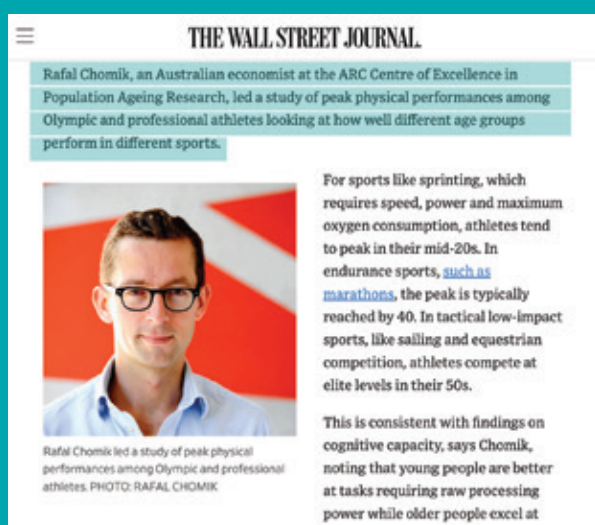 THE WALL STREET JOURNAL.
Rafal Chomik, an Australian economist at the ARC Centre of Excellence in
Population Ageing Research, led a study of peak physical performances among
Olympic and professional athletes looking at how well different age groups
perform in different sports.
Rafal Chomik led a study of peak physical
performances among Olympic and professional
athletes. PHOTO: RAFAL CHOMIK
For sports like sprinting, which
requires speed, power and maximum
oxygen consumption, athletes tend
to peak in their mid-20s. In
endurance sports, such as
marathons, the peak is typically
reached by 40. In tactical low-impact
sports, like sailing and equestrian
competition, athletes compete at
elite levels in their 50s.
This is consistent with findings on
cognitive capacity, says Chomik,
noting that young people are better
at tasks requiring raw processing
power while older people excel at